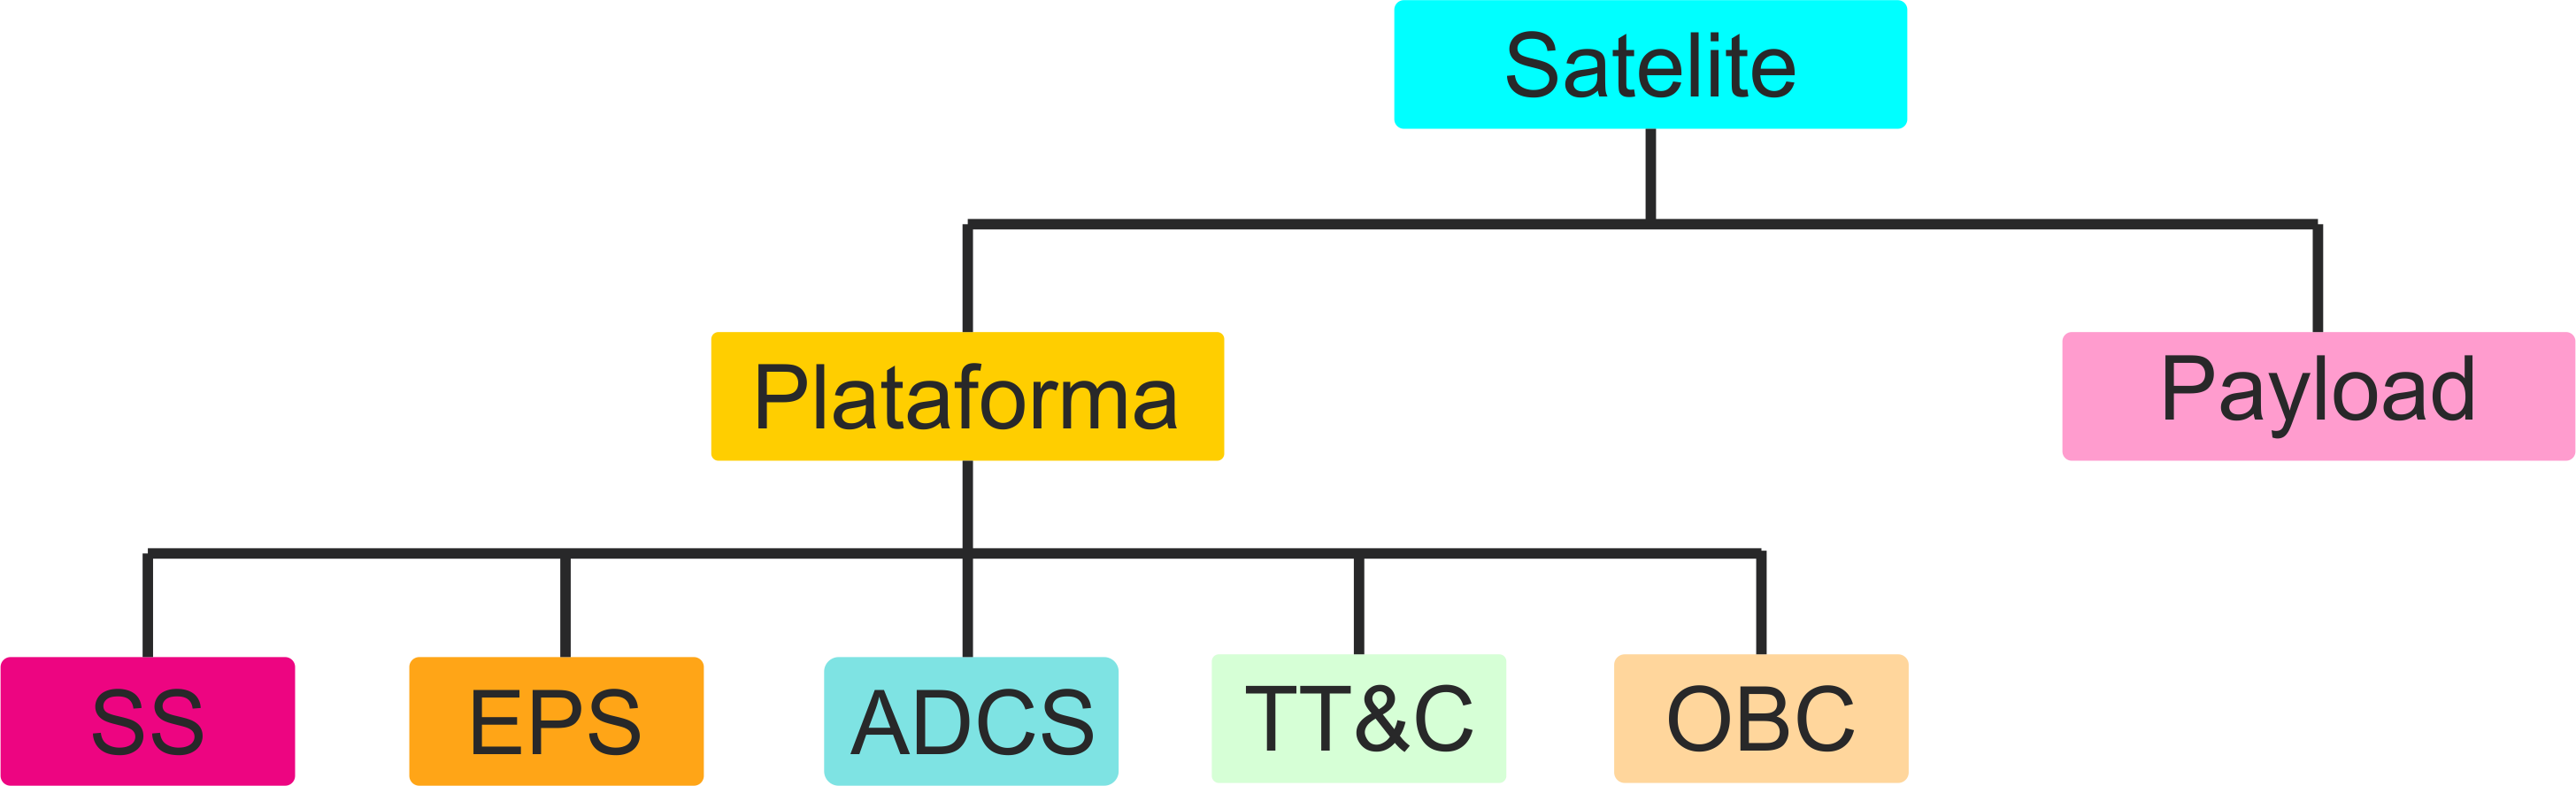 Satelite
Plataforma
Payload
SS
EPS
ADCS
TT&C
OBC